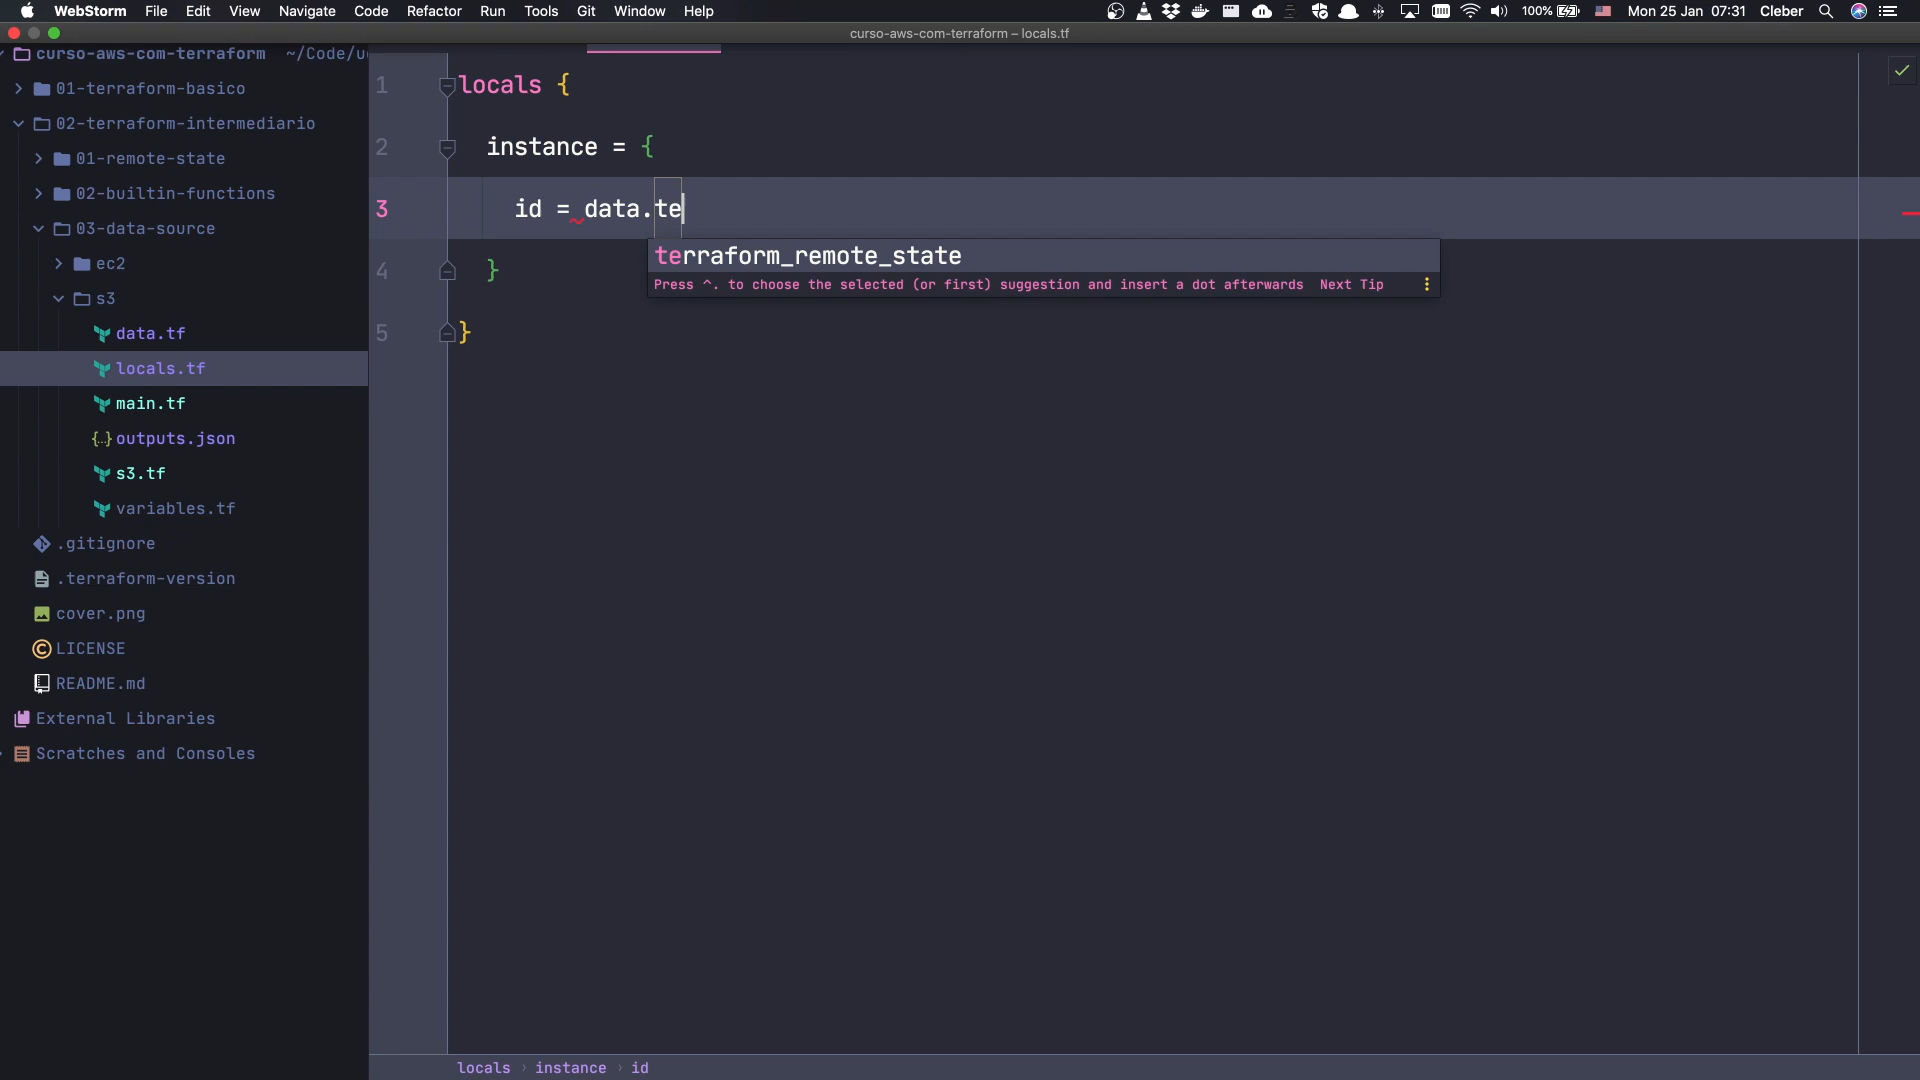 WebStorm File Edit View Navigate Code Refactor Run Tools Git Window Help 100% Mon 25 Jan 07:31 Cleber
curso-aws-com-terraform – locals.tf
curso-aws-com-terraform ~/Code/u
01-terraform-basico
02-terraform-intermediario
01-remote-state
02-builtin-functions
03-data-source
ec2
s3
data.tf
locals.tf
main.tf
outputs.json
s3.tf
variables.tf
.gitignore
.terraform-version
cover.png
LICENSE
README.md
External Libraries
Scratches and Consoles
1 locals {
2 instance = {
3 id = data.te
terraform_remote_state
Press ^. to choose the selected (or first) suggestion and insert a dot afterwards Next Tip
4 }
5 }
locals › instance › id